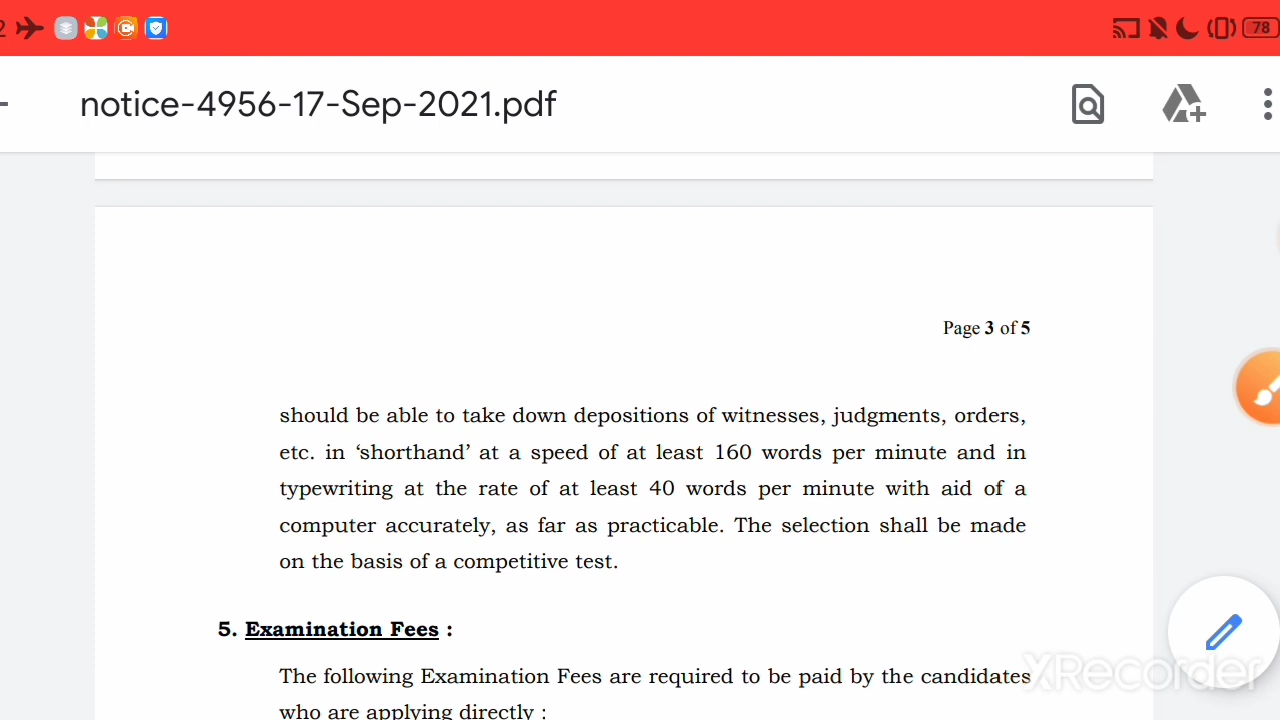 2
78
notice-4956-17-Sep-2021.pdf
Page 3 of 5
should be able to take down depositions of witnesses, judgments, orders,
etc. in ‘shorthand’ at a speed of at least 160 words per minute and in
typewriting at the rate of at least 40 words per minute with aid of a
computer accurately, as far as practicable. The selection shall be made
on the basis of a competitive test.
5. Examination Fees :
The following Examination Fees are required to be paid by the candidates
who are applying directly :
XRecorder